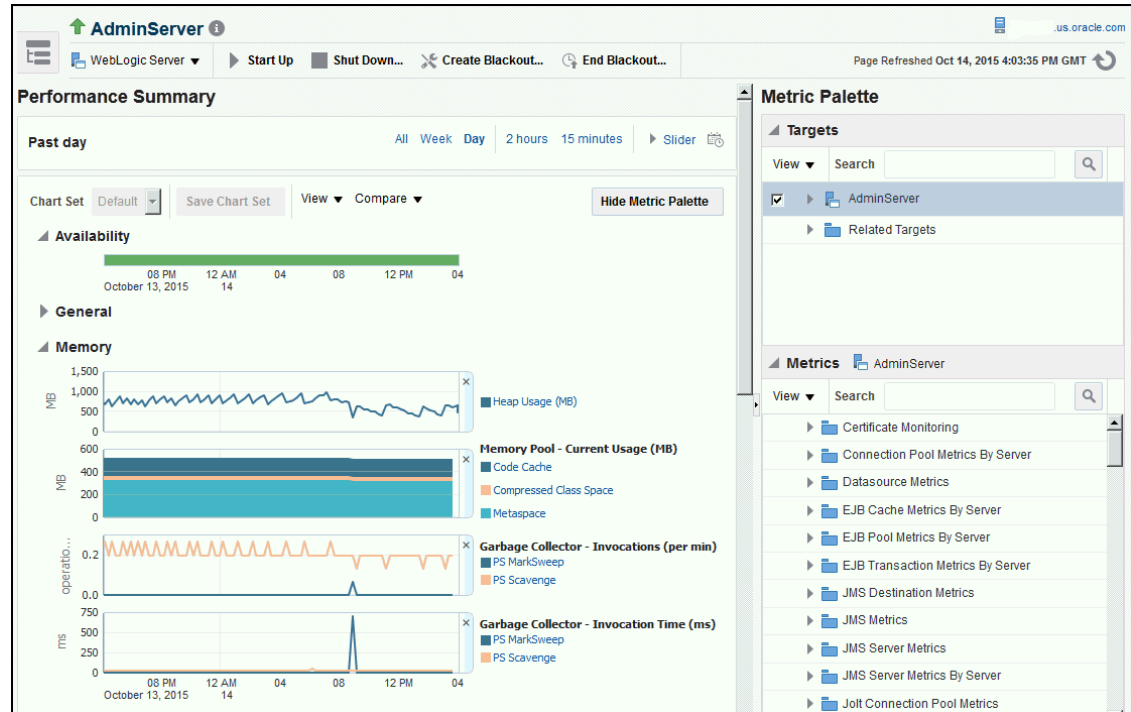 AdminServer
.us.oracle.com
WebLogic Server
Start Up
Shut Down...
Create Blackout...
End Blackout...
Page Refreshed Oct 14, 2015 4:03:35 PM GMT
Performance Summary
Past day
All Week Day 2 hours 15 minutes Slider
Chart Set Default Save Chart Set View Compare Hide Metric Palette
Availability
08 PM 12 AM 04 08 12 PM 04
October 13, 2015 14
General
Memory
1,500
1,000
500
0
MB
Heap Usage (MB)
600
400
200
0
MB
Memory Pool - Current Usage (MB)
Code Cache
Compressed Class Space
Metaspace
0.2
0.0
operatio...
Garbage Collector - Invocations (per min)
PS MarkSweep
PS Scavenge
750
500
250
0
ms
Garbage Collector - Invocation Time (ms)
PS MarkSweep
PS Scavenge
08 PM 12 AM 04 08 12 PM 04
October 13, 2015 14
Metric Palette
Targets
View Search
AdminServer
Related Targets
Metrics AdminServer
View Search
Certificate Monitoring
Connection Pool Metrics By Server
Datasource Metrics
EJB Cache Metrics By Server
EJB Pool Metrics By Server
EJB Transaction Metrics By Server
JMS Destination Metrics
JMS Metrics
JMS Server Metrics
JMS Server Metrics By Server
Jolt Connection Pool Metrics